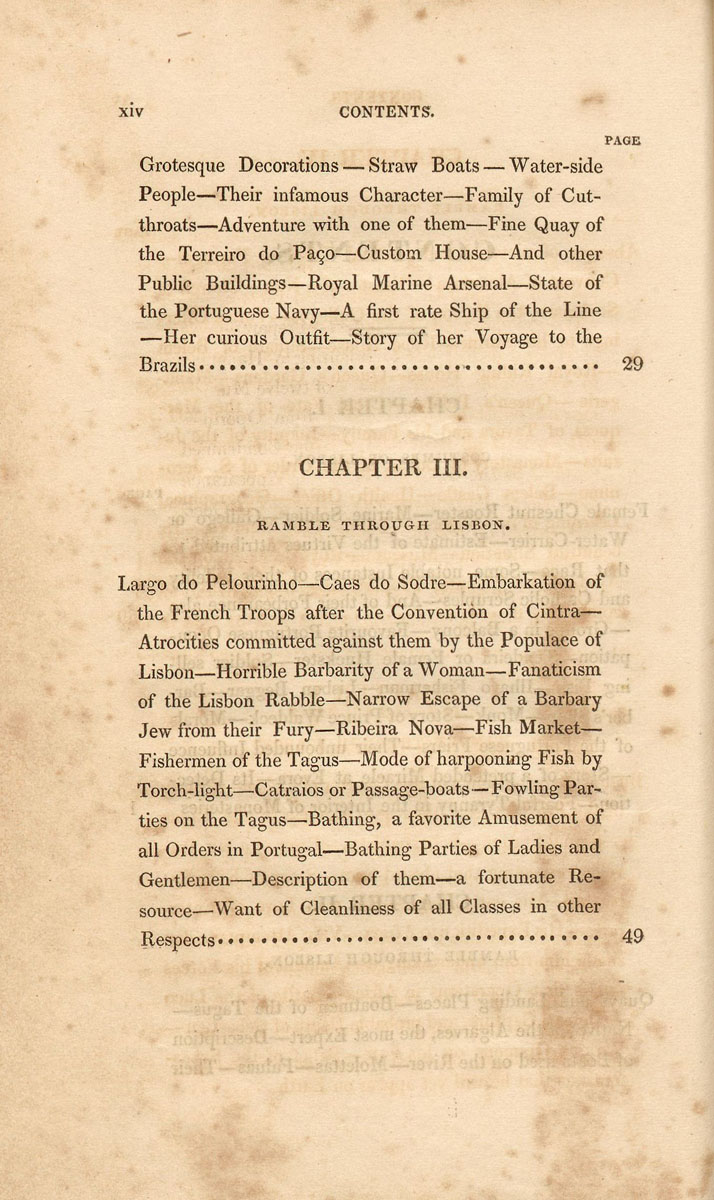 xiv
CONTENTS.
PAGE
Grotesque Decorations — Straw Boats — Water-side
People—Their infamous Character—Family of Cut-
throats—Adventure with one of them—Fine Quay of
the Terreiro do Paço—Custom House—And other
Public Buildings—Royal Marine Arsenal—State of
the Portuguese Navy—A first rate Ship of the Line
—Her curious Outfit—Story of her Voyage to the
Brazils.................................... 29
CHAPTER III.
RAMBLE THROUGH LISBON.
Largo do Pelourinho—Caes do Sodre—Embarkation of
the French Troops after the Convention of Cintra—
Atrocities committed against them by the Populace of
Lisbon—Horrible Barbarity of a Woman—Fanaticism
of the Lisbon Rabble—Narrow Escape of a Barbary
Jew from their Fury—Ribeira Nova—Fish Market—
Fishermen of the Tagus—Mode of harpooning Fish by
Torch-light—Catraios or Passage-boats—Fowling Par-
ties on the Tagus—Bathing, a favorite Amusement of
all Orders in Portugal—Bathing Parties of Ladies and
Gentlemen—Description of them—a fortunate Re-
source—Want of Cleanliness of all Classes in other
Respects.................................... 49